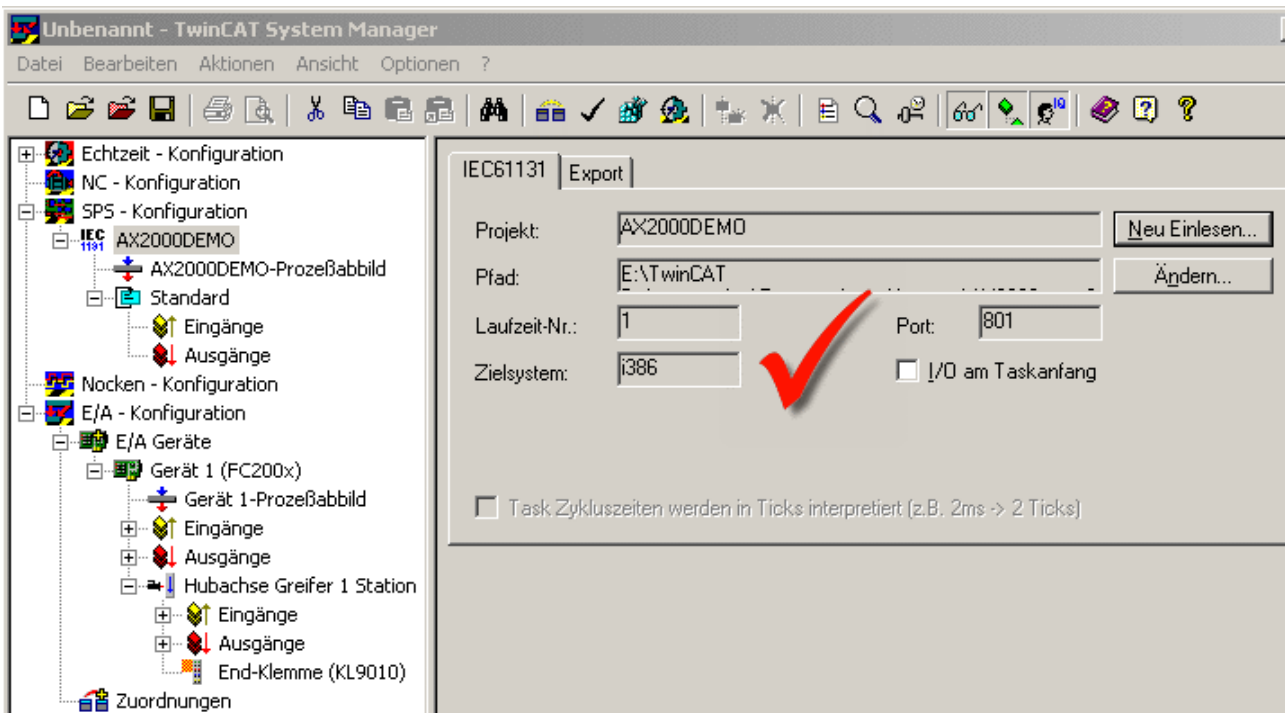 Unbenannt - TwinCAT System Manager
Datei Bearbeiten Aktionen Ansicht Optionen ?
Echtzeit - Konfiguration
NC - Konfiguration
SPS - Konfiguration
IEC 1131 AX2000DEMO
AX2000DEMO-Prozeßabbild
Standard
Eingänge
Ausgänge
Nocken - Konfiguration
E/A - Konfiguration
E/A Geräte
Gerät 1 (FC200x)
Gerät 1-Prozeßabbild
Eingänge
Ausgänge
Hubachse Greifer 1 Station
Eingänge
Ausgänge
End-Klemme (KL9010)
Zuordnungen
IEC61131 Export
Projekt: AX2000DEMO Neu Einlesen...
Pfad: E:\TwinCAT Ändern...
Laufzeit-Nr.: 1 Port: 801
Zielsystem: i386 I/O am Taskanfang
Task Zykluszeiten werden in Ticks interpretiert (z.B. 2ms -> 2 Ticks)